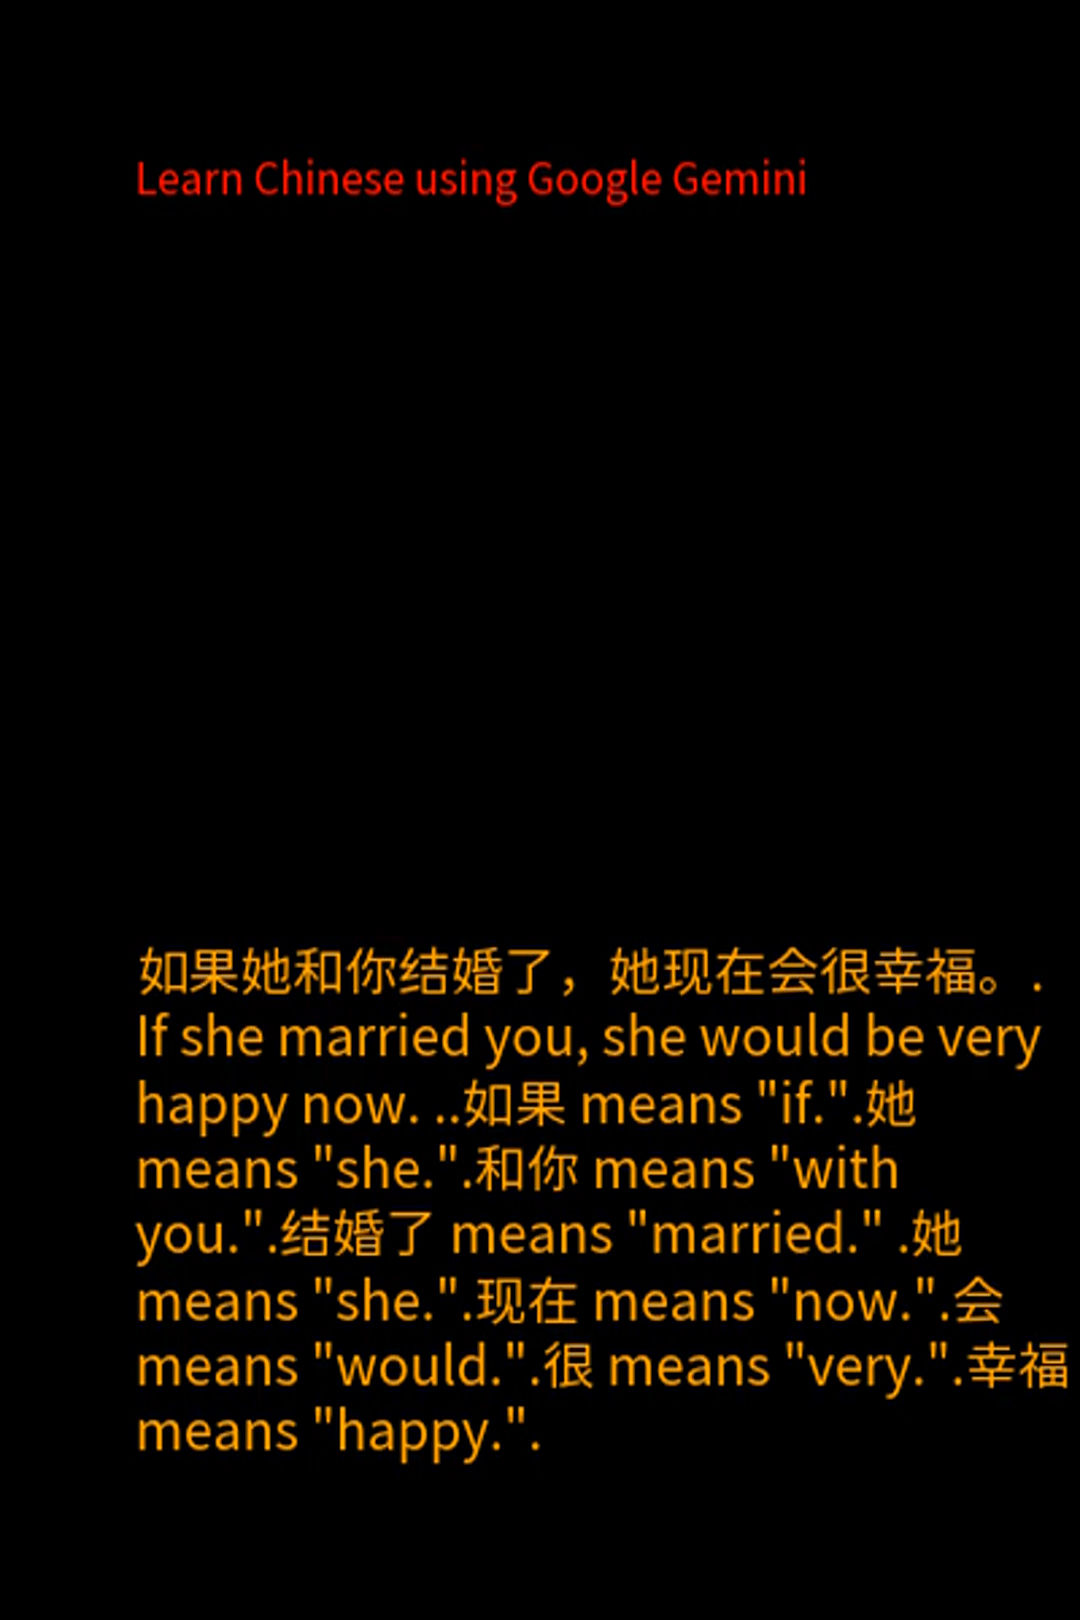 Learn Chinese using Google Gemini
如果她和你结婚了，她现在会很幸福。.
If she married you, she would be very
happy now. ..如果 means "if.".她
means "she.".和你 means "with
you.".结婚了 means "married." .她
means "she.".现在 means "now.".会
means "would.".很 means "very.".幸福
means "happy.".